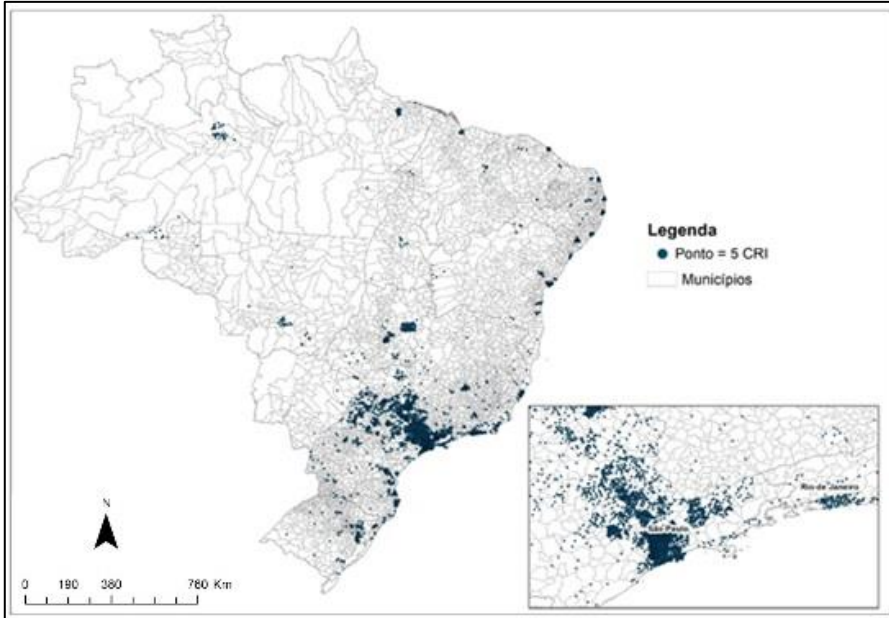 Legenda
Ponto = 5 CRI
Municípios
N
0 190 380 760 Km
Rio de Janeiro
São Paulo